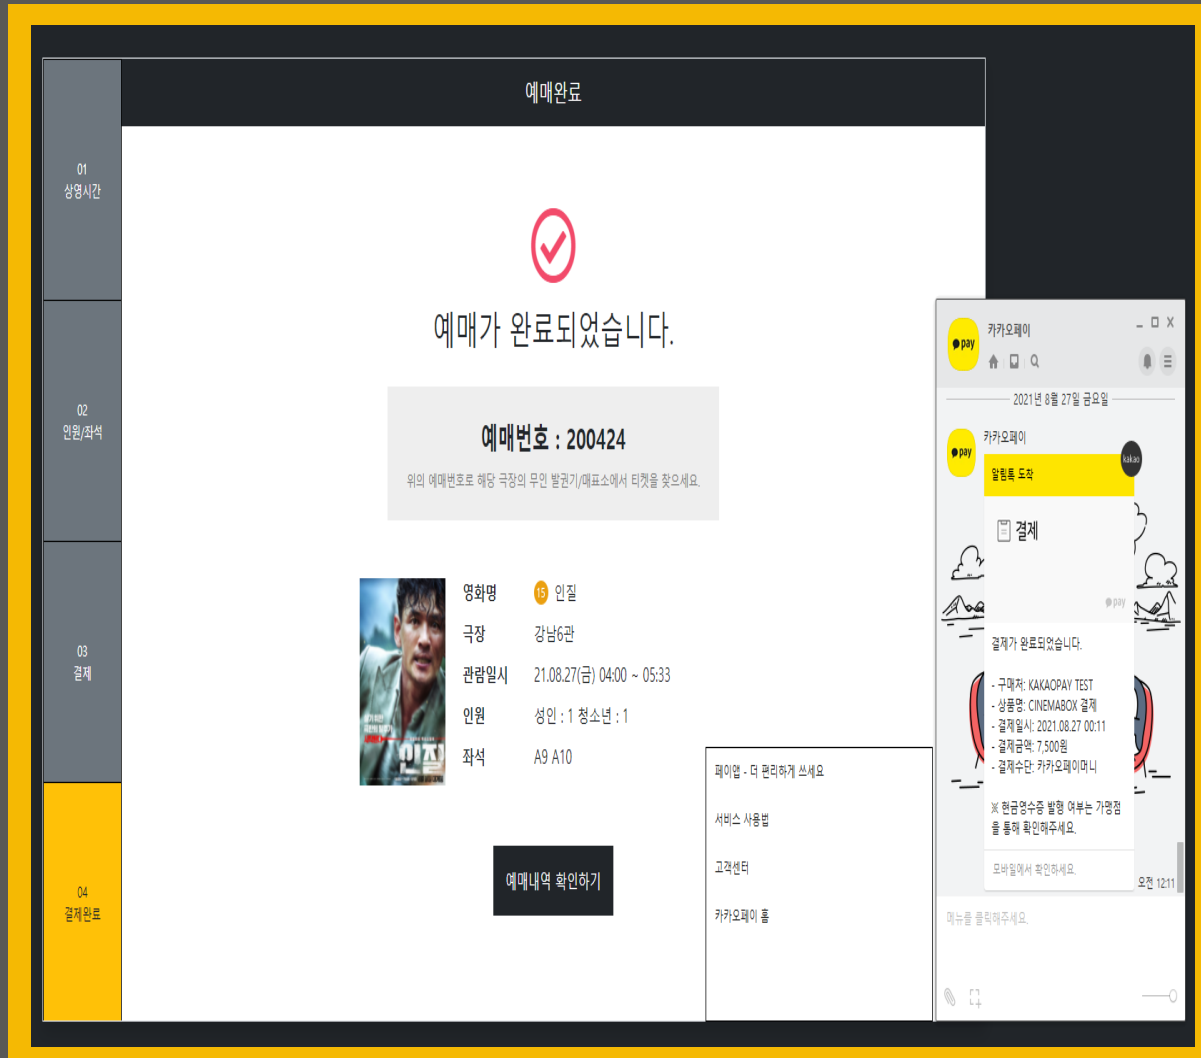 예매완료
01
상영시간
02
인원/좌석
03
결제
04
결제완료
예매가 완료되었습니다.
예매번호 : 200424
위의 예매번호로 해당 극장의 무인 발권기/매표소에서 티켓을 찾으세요.
인질
영화명 15 인질
극장 강남6관
관람일시 21.08.27(금) 04:00 ~ 05:33
인원 성인 : 1 청소년 : 1
좌석 A9 A10
예매내역 확인하기
페이앱 - 더 편리하게 쓰세요
서비스 사용법
고객센터
카카오페이 홈
pay
카카오페이
2021년 8월 27일 금요일
pay
카카오페이
kakao
알림톡 도착
결제
pay
결제가 완료되었습니다.
- 구매처: KAKAOPAY TEST
- 상품명: CINEMABOX 결제
- 결제일시: 2021.08.27 00:11
- 결제금액: 7,500원
- 결제수단: 카카오페이머니
※ 현금영수증 발행 여부는 가맹점
을 통해 확인해주세요.
모바일에서 확인하세요.
오전 12:11
메뉴를 클릭해주세요.